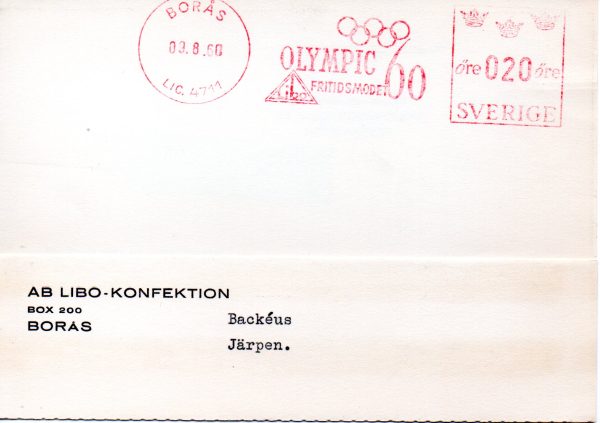 BORÅS
03.8.60
LIC. 4711
OLYMPIC 60
FRITIDSMODE
öre 020 öre
SVERIGE
AB LIBO-KONFEKTION
BOX 200
BORÅS
Backéus
Järpen.